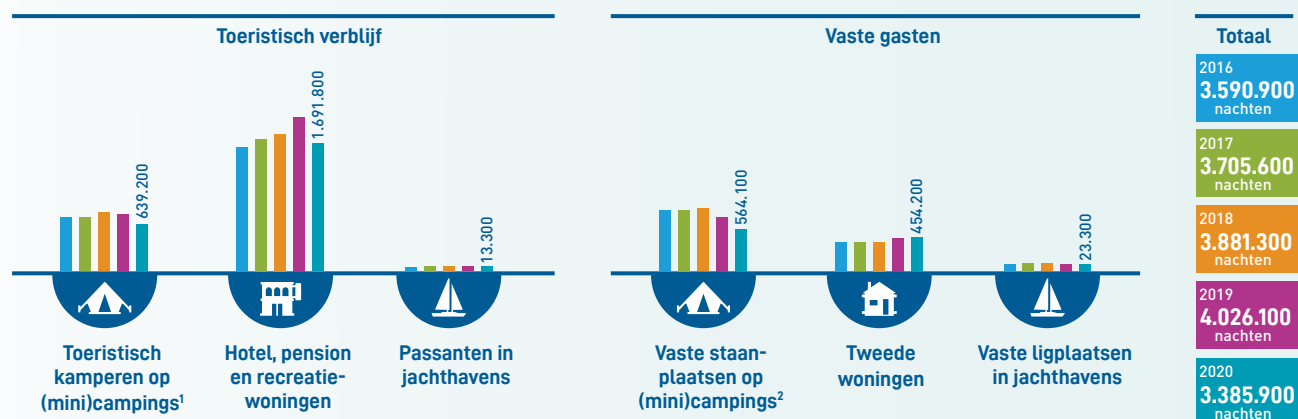 Toeristisch verblijf
639.200
1.691.800
13.300
Toeristisch
kamperen op
(mini)campings¹
Hotel, pension
en recreatie-
woningen
Passanten in
jachthavens
Vaste gasten
564.100
454.200
23.300
Vaste staan-
plaatsen op
(mini)campings²
Tweede
woningen
Vaste ligplaatsen
in jachthavens
Totaal
2016
3.590.900
nachten
2017
3.705.600
nachten
2018
3.881.300
nachten
2019
4.026.100
nachten
2020
3.385.900
nachten